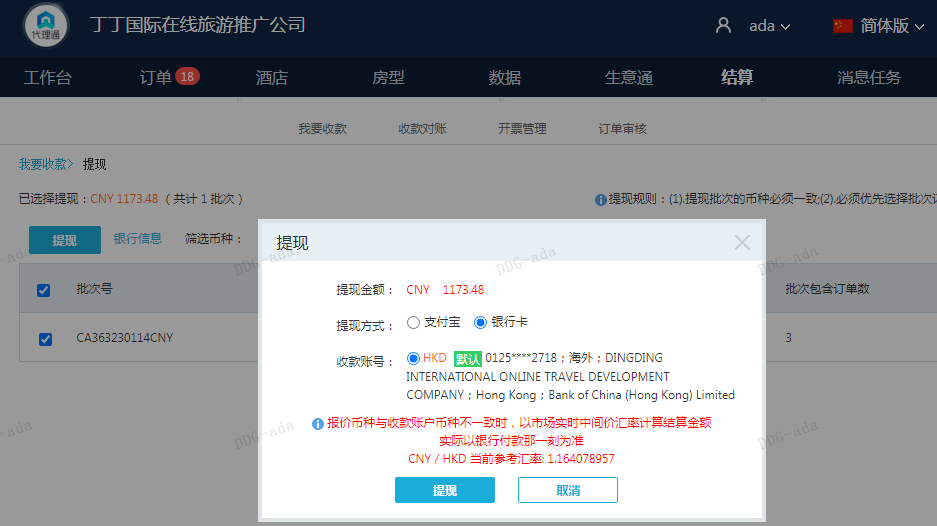 代理通
丁丁国际在线旅游推广公司
ada
简体版
工作台
订单 18
酒店
房型
数据
生意通
结算
消息任务
我要收款
收款对账
开票管理
订单审核
我要收款> 提现
已选择提现：CNY 1173.48 （共计 1 批次）
提现规则：(1).提现批次的币种必须一致;(2).必须优先选择批次
提现
银行信息
筛选币种：
批次号
批次包含订单数
CA363230114CNY
3
提现
提现金额： CNY 1173.48
提现方式： 支付宝 银行卡
收款账号： HKD 默认 0125****2718；海外；DINGDING
INTERNATIONAL ONLINE TRAVEL DEVELOPMENT
COMPANY；Hong Kong；Bank of China (Hong Kong) Limited
报价币种与收款账户币种不一致时，以市场实时中间价汇率计算结算金额
实际以银行付款那一刻为准
CNY / HKD 当前参考汇率: 1.164078957
提现
取消
DDG-ada
DDG-ada
DDG-ada
DDG-ada
DDG-ada